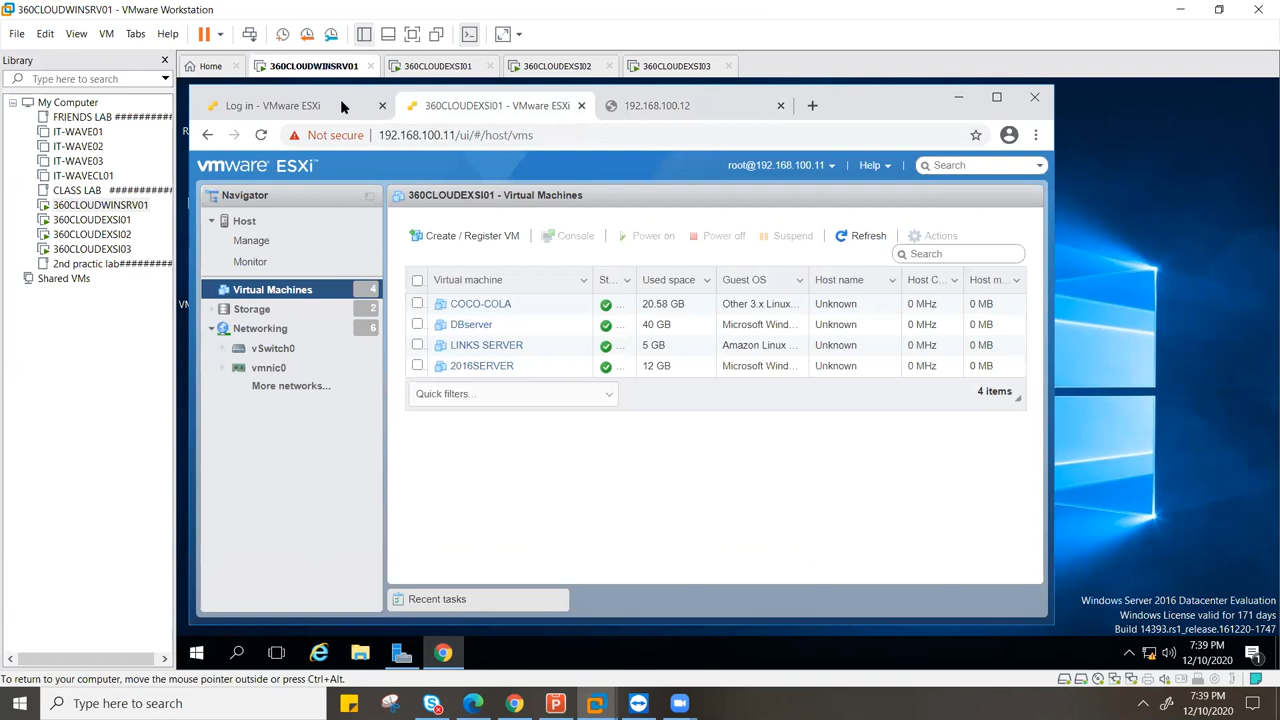 360CLOUDWINSRV01 - VMware Workstation
File Edit View VM Tabs Help
Library
Type here to search
Home 360CLOUDWINSRV01 360CLOUDEXSI01 360CLOUDEXSI02 360CLOUDEXSI03
My Computer
FRIENDS LAB ########
IT-WAVE01
IT-WAVE02
IT-WAVE03
IT-WAVECL01
CLASS LAB ########
360CLOUDWINSRV01
360CLOUDEXSI01
360CLOUDEXSI02
360CLOUDEXSI03
2nd practic lab########
Shared VMs
Log in - VMware ESXi 360CLOUDEXSI01 - VMware ESXi 192.168.100.12
Not secure 192.168.100.11/ui/#/host/vms
vmware ESXi™ root@192.168.100.11 Help Search
Navigator
Host
Manage
Monitor
Virtual Machines 4
Storage 2
Networking 6
vSwitch0
vmnic0
More networks...
360CLOUDEXSI01 - Virtual Machines
Create / Register VM Console Power on Power off Suspend Refresh Actions
Search
Virtual machine St... Used space Guest OS Host name Host C... Host m...
COCO-COLA ... 20.58 GB Other 3.x Linux... Unknown 0 MHz 0 MB
DBserver ... 40 GB Microsoft Wind... Unknown 0 MHz 0 MB
LINKS SERVER ... 5 GB Amazon Linux ... Unknown 0 MHz 0 MB
2016SERVER ... 12 GB Microsoft Wind... Unknown 0 MHz 0 MB
Quick filters... 4 items
Recent tasks
Windows Server 2016 Datacenter Evaluation
Windows License valid for 171 days
Build 14393.rs1_release.161220-1747
7:39 PM
12/10/2020
To return to your computer, move the mouse pointer outside or press Ctrl+Alt.
Type here to search
7:39 PM
12/10/2020